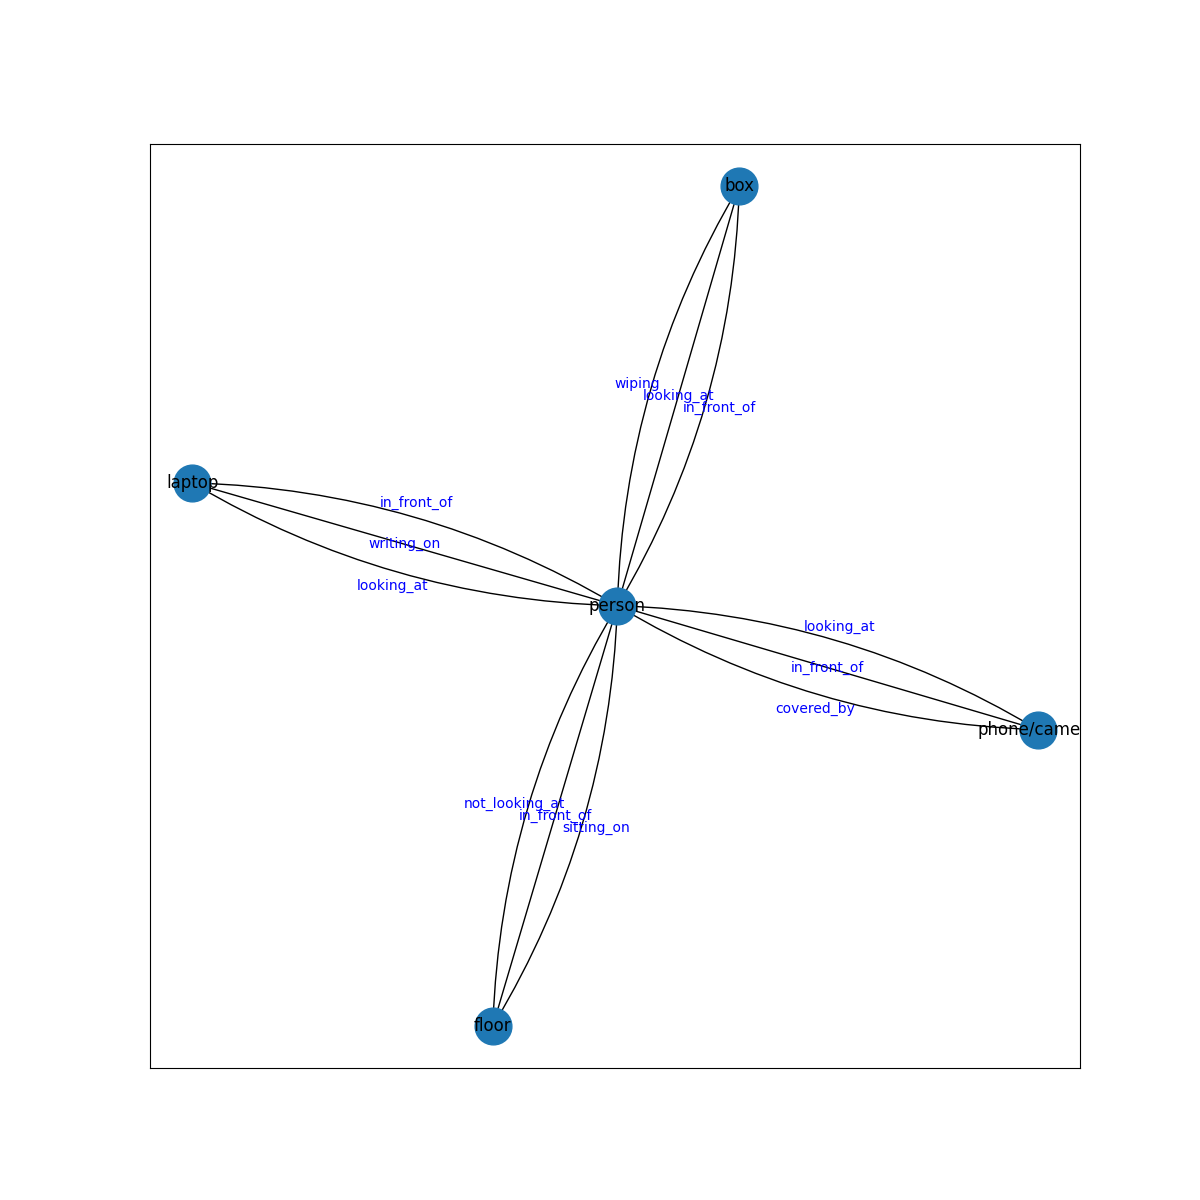 box
wiping
looking_at
in_front_of
laptop
in_front_of
writing_on
looking_at
person
looking_at
in_front_of
covered_by
phone/came
not_looking_at
in_front_of
sitting_on
floor